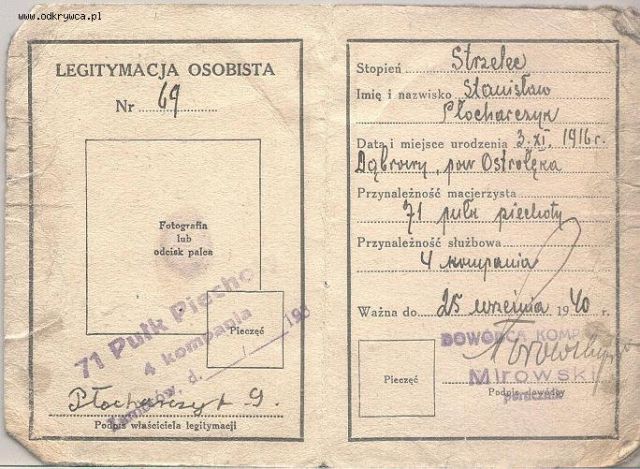 www.odkrywca.pl
LEGITYMACJA OSOBISTA
Nr 69
Fotografia
lub
odcisk palca
Pieczęć
71 Pułk Piecho
4 kompania
d. / 193
Płocharczyk S.
Podpis właściciela legitymacji
Stopień Strzelec
Imię i nazwisko Stanisław
Płocharczyk
Data i miejsce urodzenia 3.XI. 1916 r.
Dąbrowy, pow Ostrołęka
Przynależność macierzysta
71 pułk piechoty
Przynależność służbowa
4 kompania
Ważna do 25 września 1940 r.
DOWÓDCA KOMP
Mirowski
Pieczęć
Podpis dowódcy
porucznik